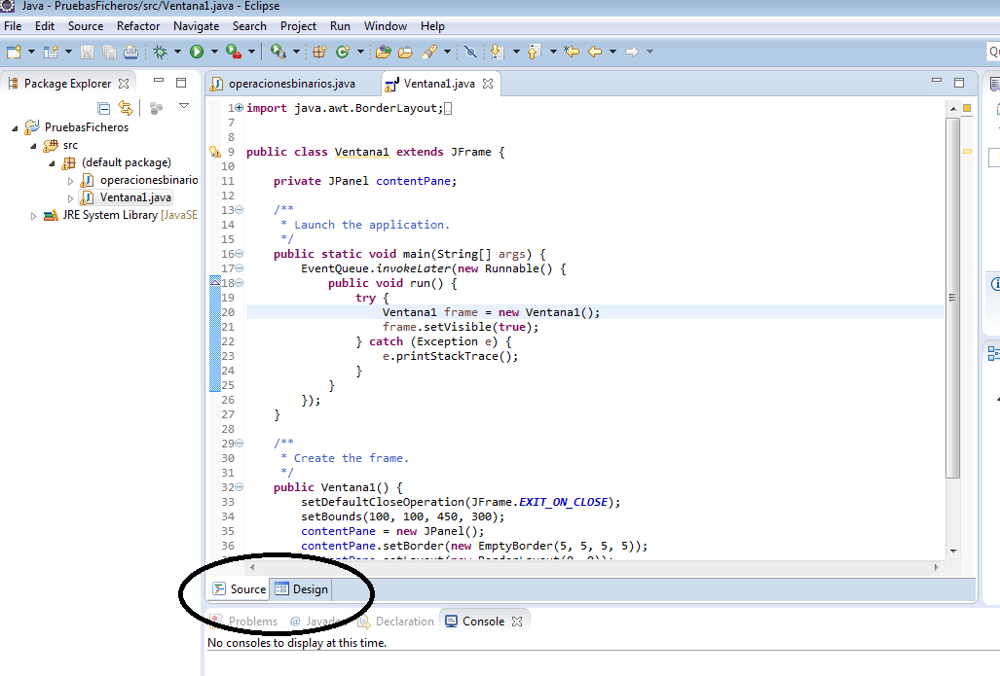 Java - PruebasFicheros/src/Ventana1.java - Eclipse
File Edit Source Refactor Navigate Search Project Run Window Help
Package Explorer
operacionesbinarios.java Ventana1.java
PruebasFicheros
src
(default package)
operacionesbinario
Ventana1.java
JRE System Library [JavaSE
1 import java.awt.BorderLayout;
7
8
9 public class Ventana1 extends JFrame {
10
11 private JPanel contentPane;
12
13 /**
14 * Launch the application.
15 */
16 public static void main(String[] args) {
17 EventQueue.invokeLater(new Runnable() {
18 public void run() {
19 try {
20 Ventana1 frame = new Ventana1();
21 frame.setVisible(true);
22 } catch (Exception e) {
23 e.printStackTrace();
24 }
25 }
26 });
27 }
28
29 /**
30 * Create the frame.
31 */
32 public Ventana1() {
33 setDefaultCloseOperation(JFrame.EXIT_ON_CLOSE);
34 setBounds(100, 100, 450, 300);
35 contentPane = new JPanel();
36 contentPane.setBorder(new EmptyBorder(5, 5, 5, 5));
Source Design
Problems @ Javadoc Declaration Console
No consoles to display at this time.